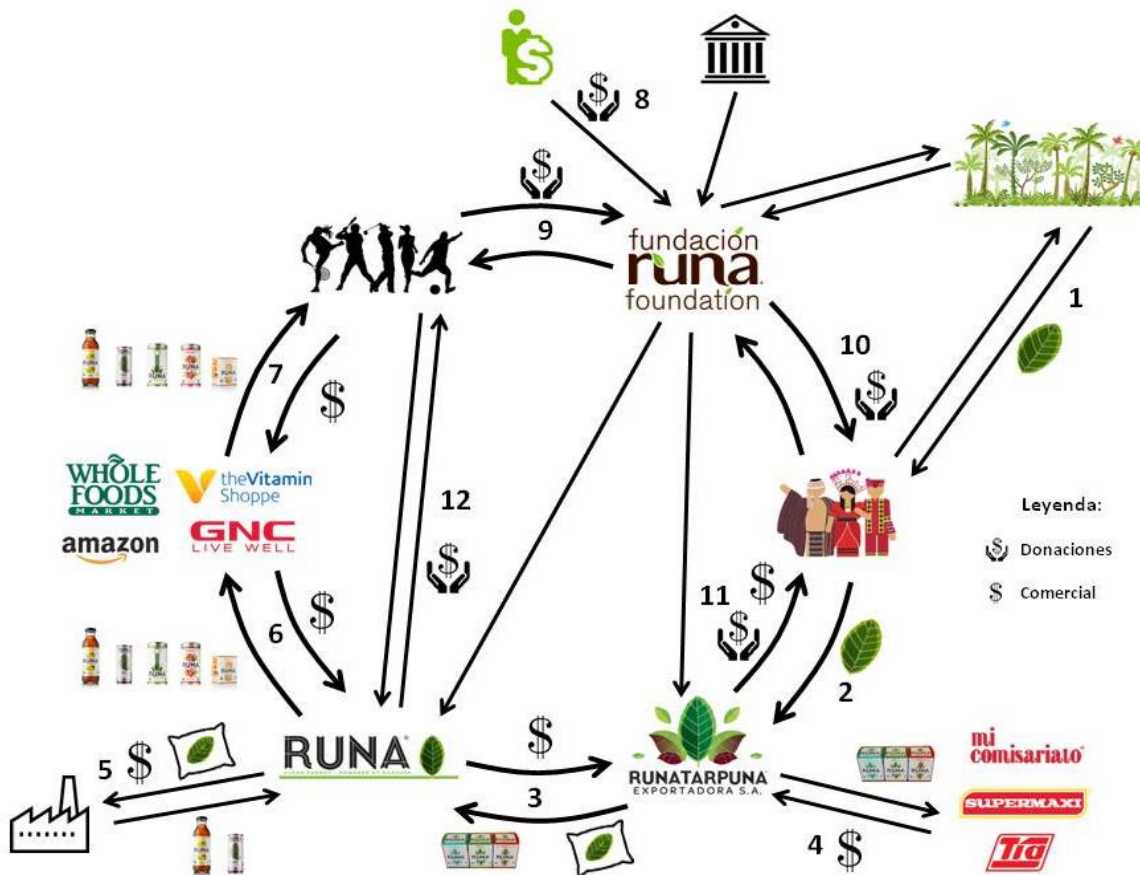 8
9
fundación
runa
foundation
1
10
7
WHOLE
FOODS
MARKET
theVitamin
Shoppe
amazon
GNC
LIVE WELL
12
Leyenda:
Donaciones
Comercial
11
6
2
RUNA
RUNATARPUNA
EXPORTADORA S.A.
mi
comisariato
SUPERMAXI
Tía
5
3
4